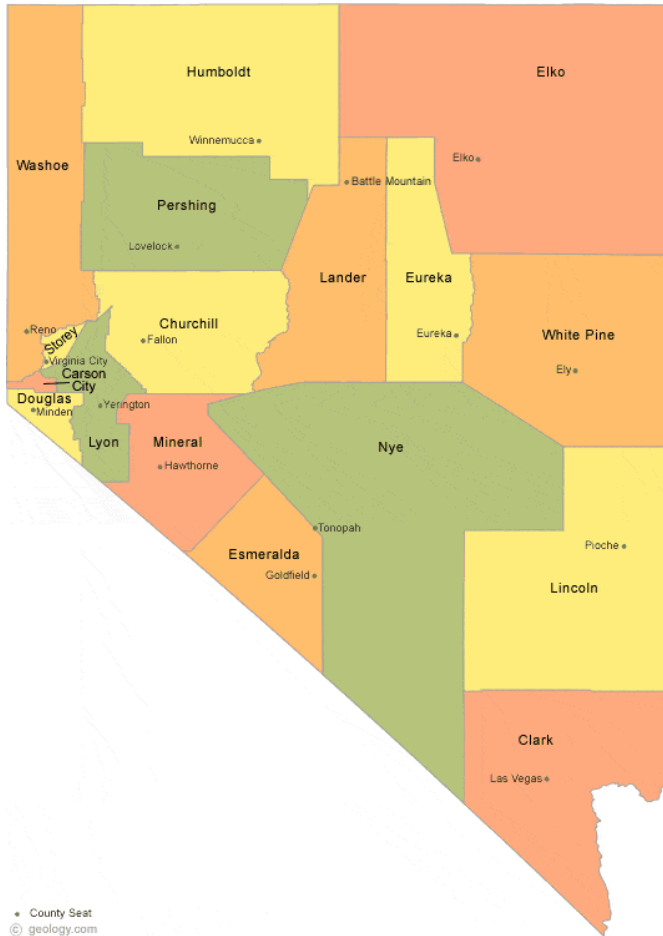 Humboldt
Elko
Winnemucca
Elko
Washoe
Battle Mountain
Pershing
Lovelock
Lander
Eureka
Churchill
Reno
Storey
Fallon
Eureka
White Pine
Virginia City
Carson
City
Ely
Douglas
Minden
Yerington
Lyon
Mineral
Nye
Hawthorne
Tonopah
Pioche
Esmeralda
Goldfield
Lincoln
Clark
Las Vegas
County Seat
© geology.com